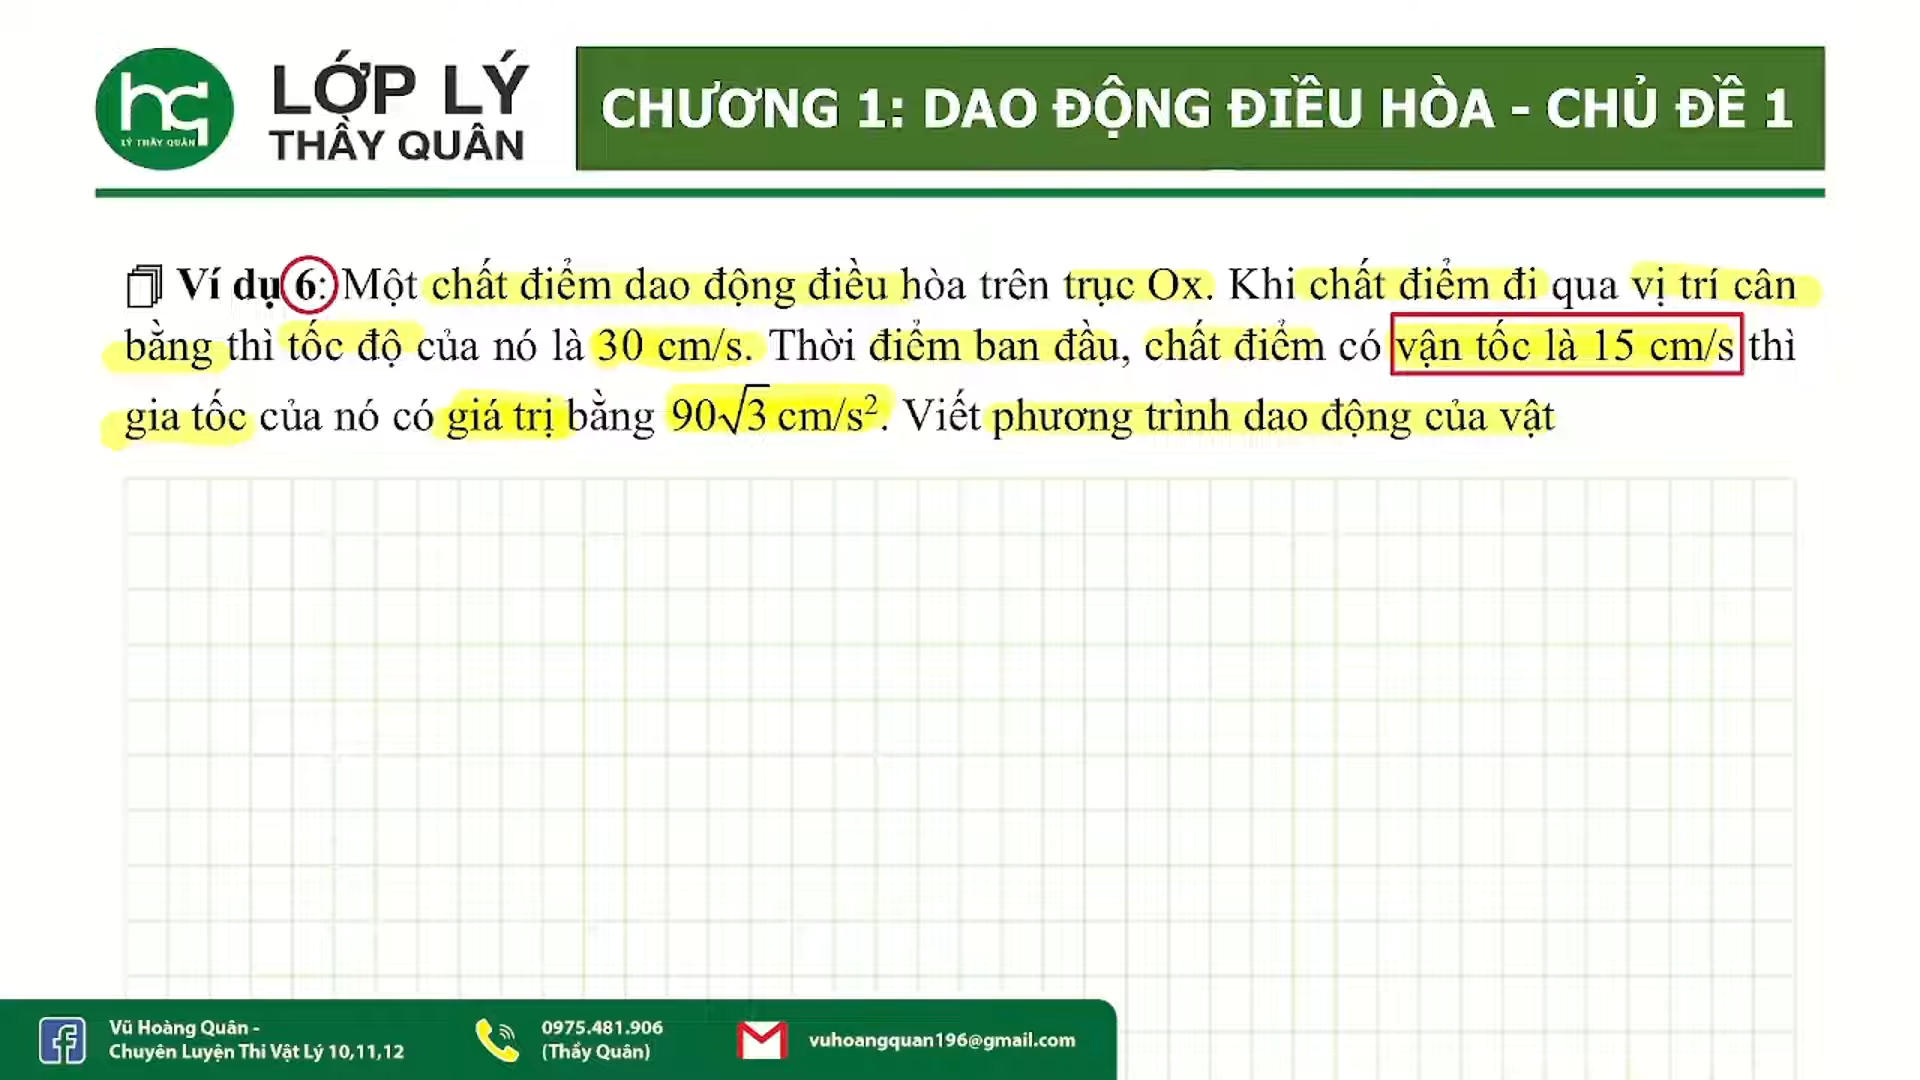 hq
LÝ THẦY QUÂN
LỚP LÝ
THẦY QUÂN
CHƯƠNG 1: DAO ĐỘNG ĐIỀU HÒA - CHỦ ĐỀ 1
Ví dụ 6: Một chất điểm dao động điều hòa trên trục Ox. Khi chất điểm đi qua vị trí cân
bằng thì tốc độ của nó là 30 cm/s. Thời điểm ban đầu, chất điểm có vận tốc là 15 cm/s thì
gia tốc của nó có giá trị bằng 90√3 cm/s². Viết phương trình dao động của vật
Vũ Hoàng Quân -
Chuyên Luyện Thi Vật Lý 10,11,12
0975.481.906
(Thầy Quân)
vuhoangquan196@gmail.com